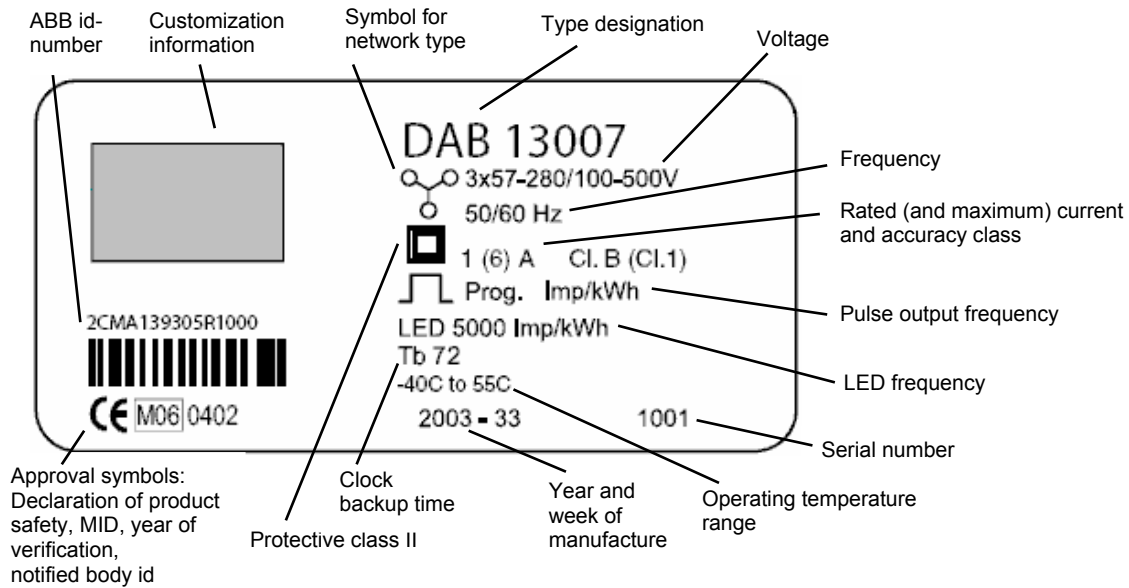 ABB id-
number
Customization
information
Symbol for
network type
Type designation
Voltage
DAB 13007
3x57-280/100-500V
50/60 Hz
1 (6) A Cl. B (Cl.1)
Prog. Imp/kWh
LED 5000 Imp/kWh
Tb 72
-40C to 55C
2003 - 33 1001
2CMA139305R1000
CE M06 0402
Frequency
Rated (and maximum) current
and accuracy class
Pulse output frequency
LED frequency
Serial number
Approval symbols:
Declaration of product
safety, MID, year of
verification,
notified body id
Protective class II
Clock
backup time
Year and
week of
manufacture
Operating temperature
range